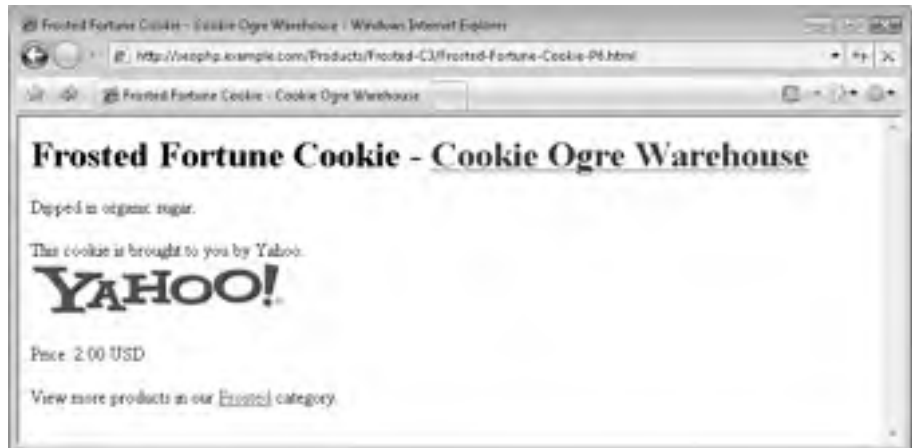 Frosted Fortune Cookie - Cookie Ogre Warehouse - Windows Internet Explorer
http://seophp.example.com/Products/Frosted-C3/Frosted-Fortune-Cookie-P6.html
Frosted Fortune Cookie - Cookie Ogre Warehouse
Frosted Fortune Cookie - Cookie Ogre Warehouse
Dipped in organic sugar.
This cookie is brought to you by Yahoo.
YAHOO!
Price: 2.00 USD
View more products in our Frosted category.